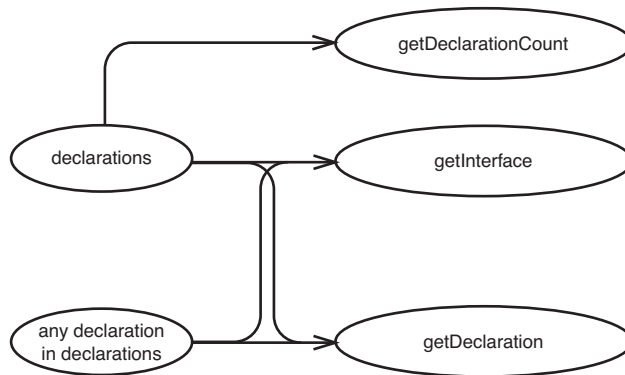 getDeclarationCount
declarations
getInterface
any declaration
in declarations
getDeclaration